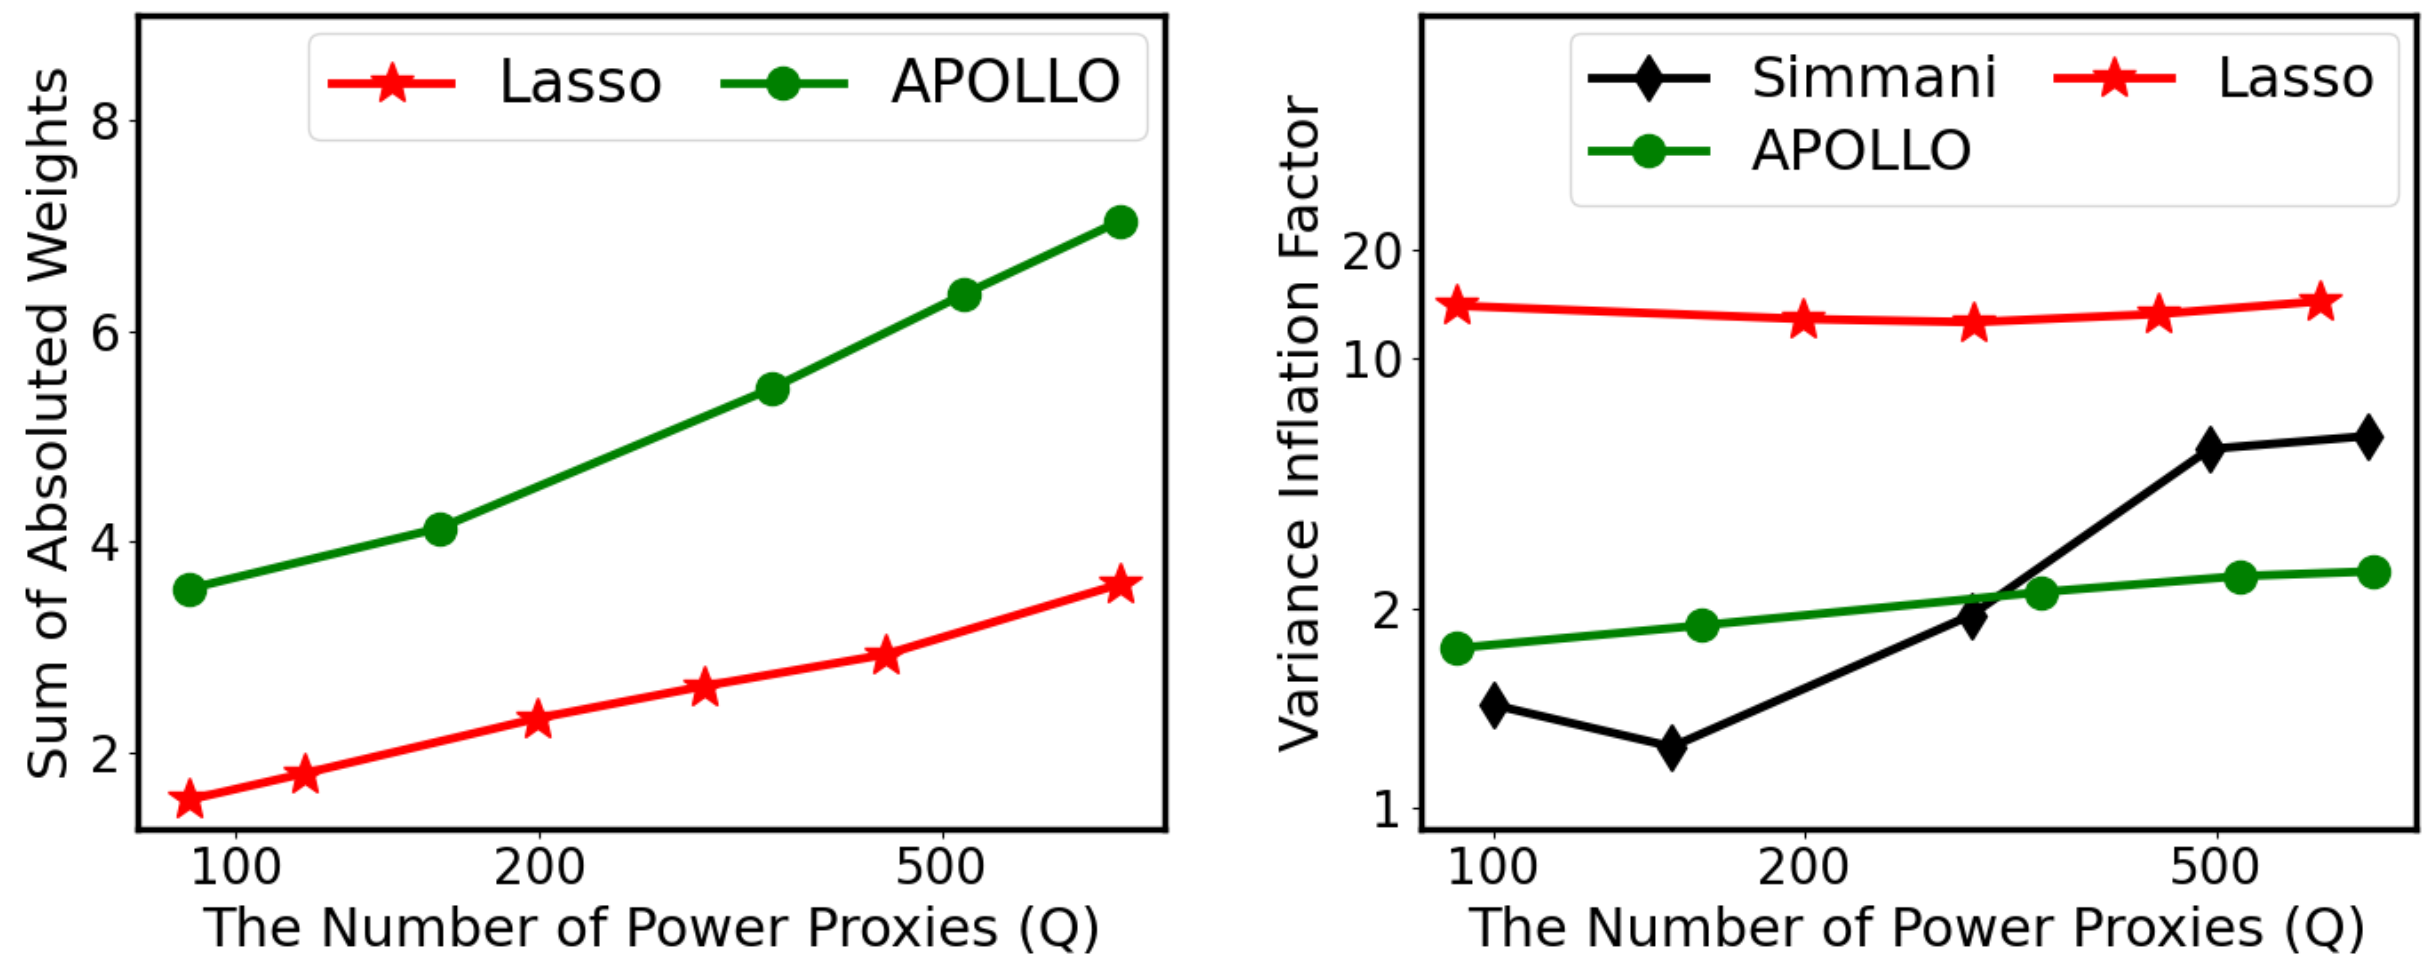 Lasso APOLLO
Sum of Absoluted Weights
8
6
4
2
100 200 500
The Number of Power Proxies (Q)
Simmani Lasso
APOLLO
Variance Inflation Factor
20
10
2
1
100 200 500
The Number of Power Proxies (Q)